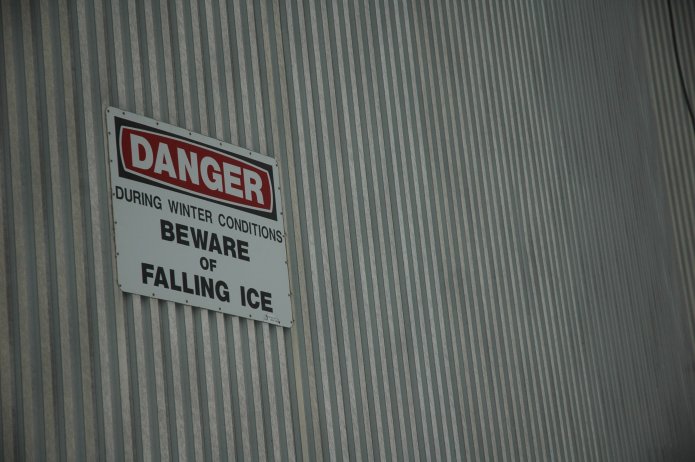 DANGER
DURING WINTER CONDITIONS
BEWARE
OF
FALLING ICE